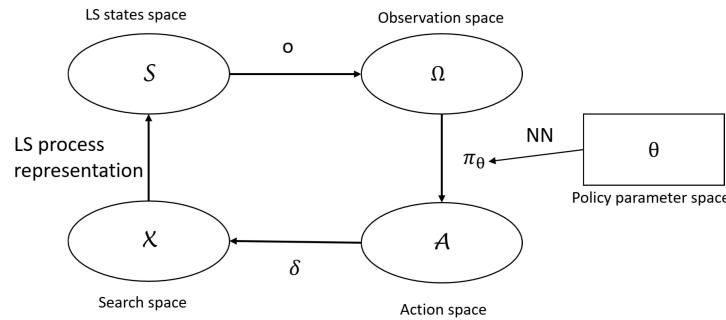 LS states space
Observation space
𝒮
o
Ω
LS process
representation
π_θ
NN
θ
Policy parameter space
𝒳
δ
𝒜
Search space
Action space